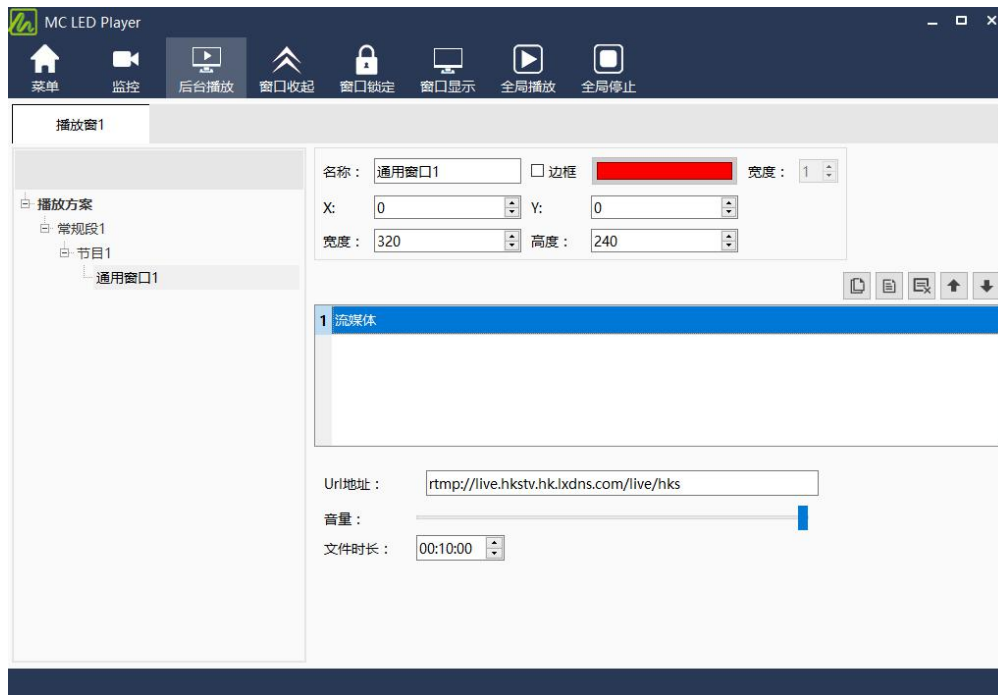 MC LED Player
菜单 监控 后台播放 窗口收起 窗口锁定 窗口显示 全局播放 全局停止
播放窗1
名称： 通用窗口1 边框 宽度： 1
播放方案
X: 0 Y: 0
常规段1
宽度： 320 高度： 240
节目1
通用窗口1
1 流媒体
Url地址： rtmp://live.hkstv.hk.lxdns.com/live/hks
音量：
文件时长： 00:10:00